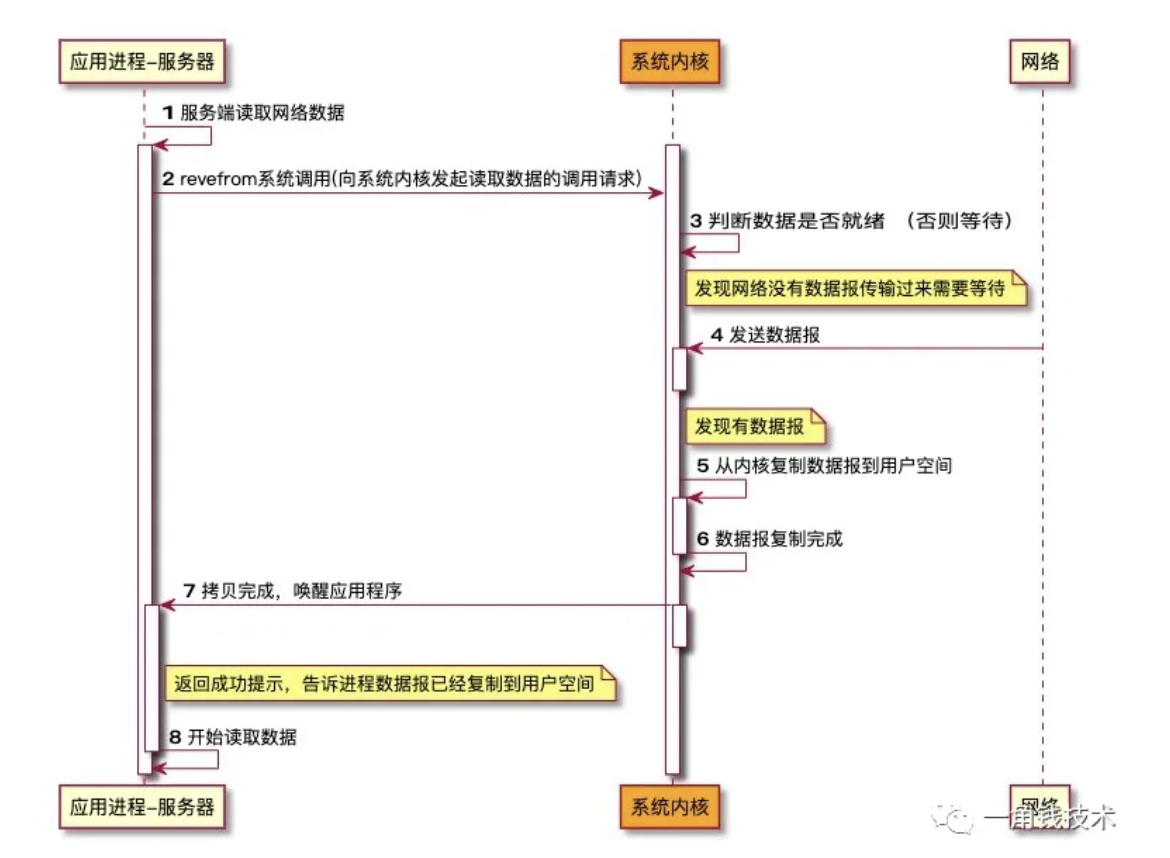 应用进程-服务器
系统内核
网络
1 服务端读取网络数据
2 revefrom系统调用(向系统内核发起读取数据的调用请求)
3 判断数据是否就绪 （否则等待）
发现网络没有数据报传输过来需要等待
4 发送数据报
发现有数据报
5 从内核复制数据报到用户空间
6 数据报复制完成
7 拷贝完成，唤醒应用程序
返回成功提示，告诉进程数据报已经复制到用户空间
8 开始读取数据
应用进程-服务器
系统内核
网络
一角钱技术